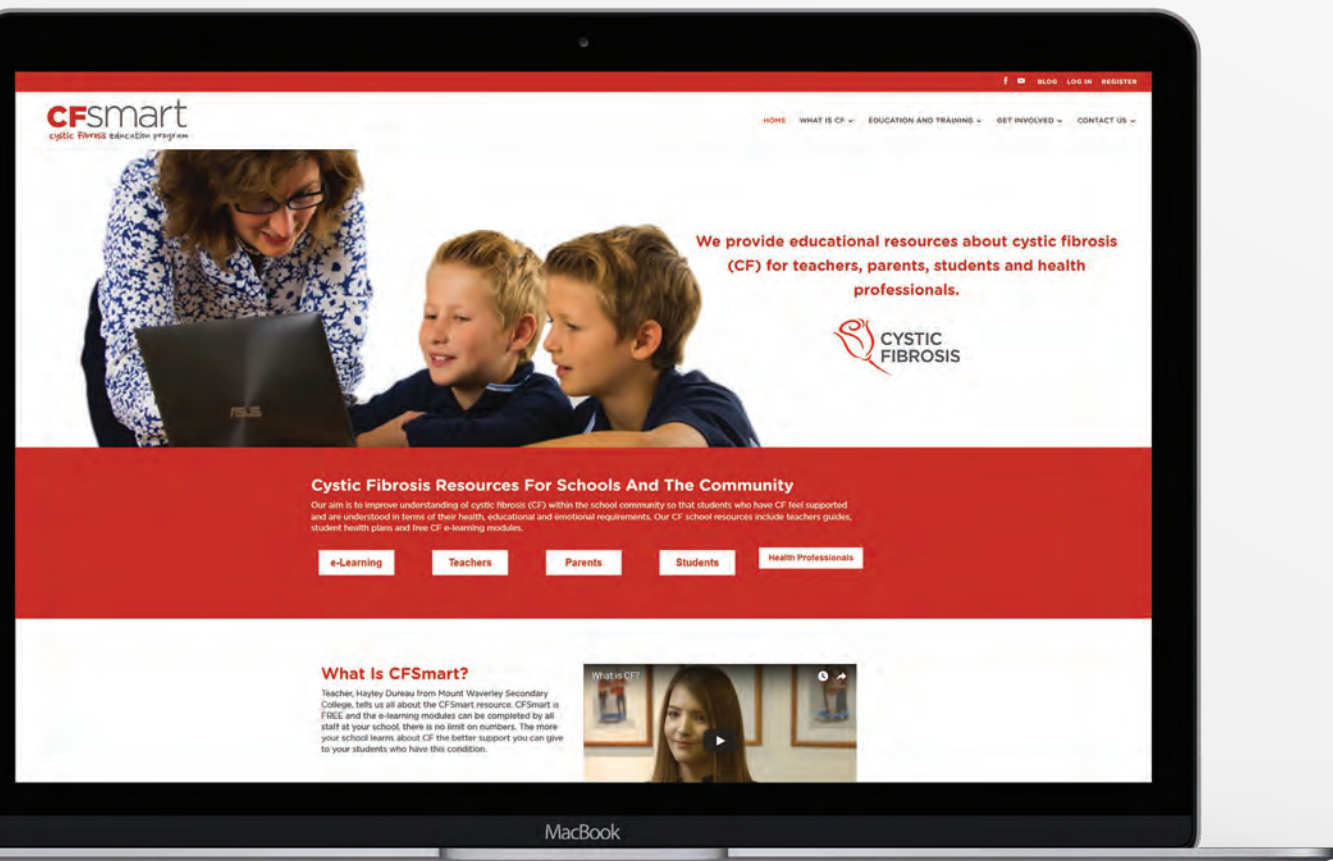 BLOG LOG IN REGISTER
CFsmart
cystic fibrosis education program
HOME WHAT IS CF EDUCATION AND TRAINING GET INVOLVED CONTACT US
ASUS
We provide educational resources about cystic fibrosis
(CF) for teachers, parents, students and health
professionals.
CYSTIC
FIBROSIS
Cystic Fibrosis Resources For Schools And The Community
Our aim is to improve understanding of cystic fibrosis (CF) within the school community so that students who have CF feel supported
and are understood in terms of their health, educational and emotional requirements. Our CF school resources include teachers guides,
student health plans and free CF e-learning modules.
e-Learning Teachers Parents Students Health Professionals
What Is CFSmart?
Teacher, Hayley Dureau from Mount Waverley Secondary
College, tells us all about the CFSmart resource. CFSmart is
FREE and the e-learning modules can be completed by all
staff at your school, there is no limit on numbers. The more
your school learns about CF the better support you can give
to your students who have this condition.
What is CF?
MacBook